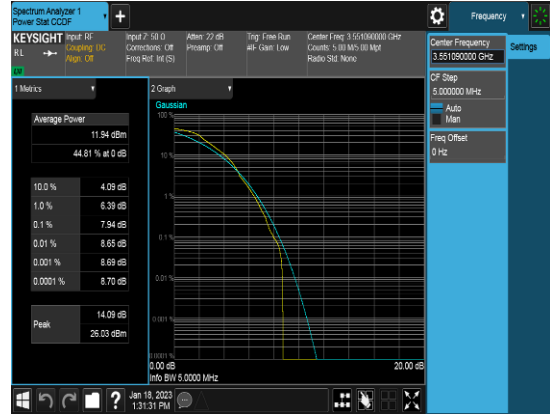 Spectrum Analyzer 1
Power Stat CCDF
Frequency
KEYSIGHT
RL
Input: RF
Coupling: DC
Align: Off
Input Z: 50 Ω
Corrections: Off
Freq Ref: Int (S)
Atten: 22 dB
Preamp: Off
Trig: Free Run
#IF Gain: Low
Center Freq: 3.551090000 GHz
Counts: 5.00 M/5.00 Mpt
Radio Std: None
LV
1 Metrics
Average Power
11.94 dBm
44.81 % at 0 dB
10.0 % 4.09 dB
1.0 % 6.39 dB
0.1 % 7.94 dB
0.01 % 8.65 dB
0.001 % 8.69 dB
0.0001 % 8.70 dB
Peak
14.09 dB
26.03 dBm
2 Graph
Gaussian
100 %
10 %
1 %
0.1 %
0.01 %
0.001 %
0.0001 %
0.00 dB 20.00 dB
Info BW 5.0000 MHz
Center Frequency
3.551090000 GHz
Settings
CF Step
5.000000 MHz
Auto
Man
Freq Offset
0 Hz
?
Jan 18, 2023
1:31:31 PM